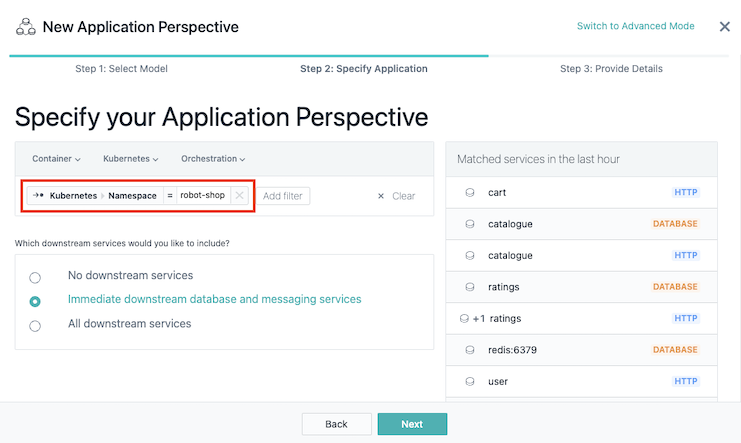 New Application Perspective
Switch to Advanced Mode
Step 1: Select Model
Step 2: Specify Application
Step 3: Provide Details
Specify your Application Perspective
Container Kubernetes Orchestration
Kubernetes › Namespace = robot-shop Add filter × Clear
Which downstream services would you like to include?
No downstream services
Immediate downstream database and messaging services
All downstream services
Matched services in the last hour
cart HTTP
catalogue DATABASE
catalogue HTTP
ratings DATABASE
+1 ratings HTTP
redis:6379 DATABASE
user HTTP
Back Next